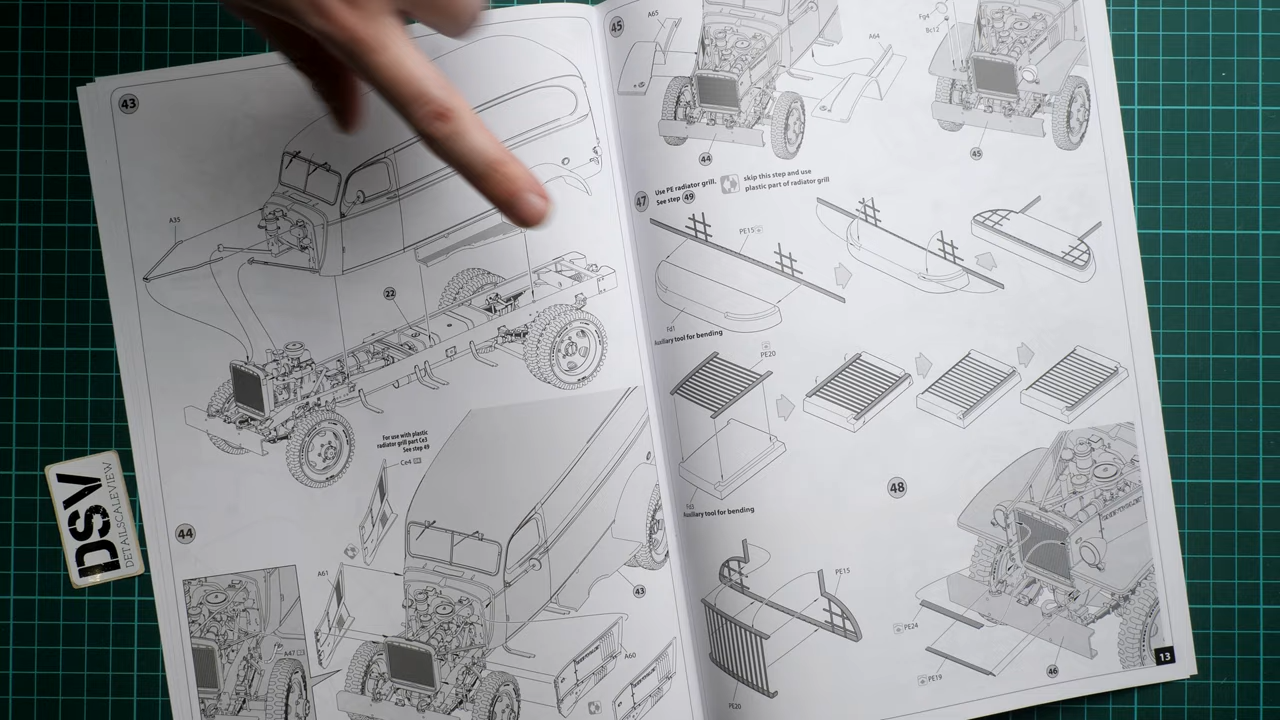 43
A35
22
For use with plastic
radiator grill part Ce3
See step 49
Ce4
44
A61
A47
43
A60
DSV
DETAILSCALEVIEW
45
A65
A64
44
Fg4
Bc12
45
47
Use PE radiator grill.
See step 49
skip this step and use
plastic part of radiator grill
PE15
Fd1
Auxiliary tool for bending
PE20
Fd3
Auxiliary tool for bending
PE15
PE20
48
PE24
PE19
46
13